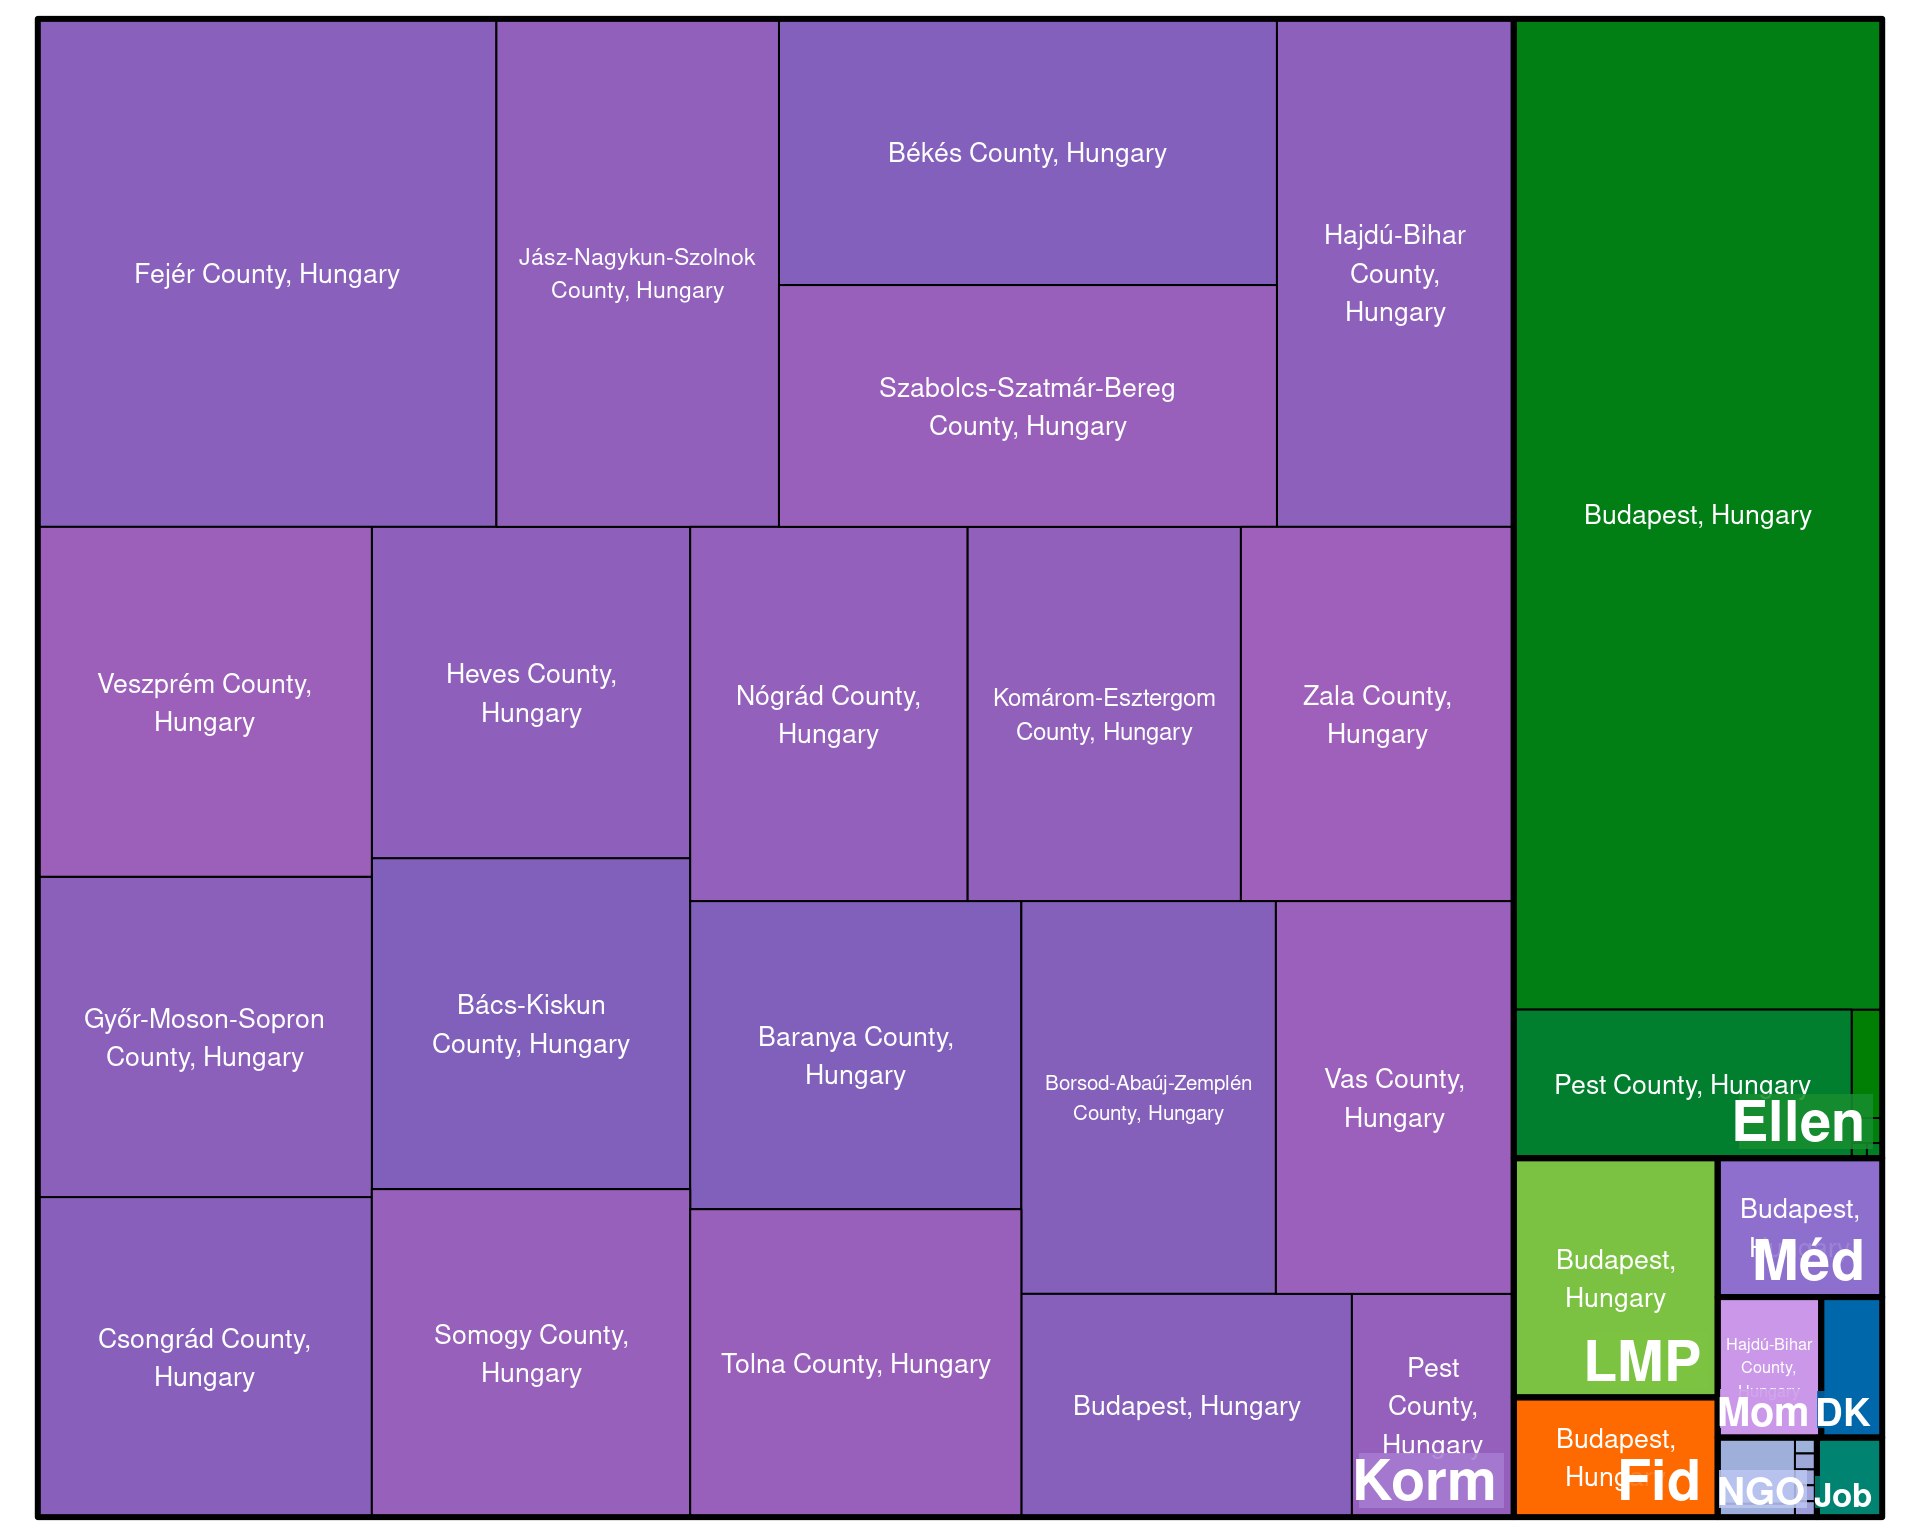 Fejér County, Hungary
Jász-Nagykun-Szolnok
County, Hungary
Békés County, Hungary
Szabolcs-Szatmár-Bereg
County, Hungary
Hajdú-Bihar
County,
Hungary
Veszprém County,
Hungary
Heves County,
Hungary
Nógrád County,
Hungary
Komárom-Esztergom
County, Hungary
Zala County,
Hungary
Győr-Moson-Sopron
County, Hungary
Bács-Kiskun
County, Hungary
Baranya County,
Hungary
Borsod-Abaúj-Zemplén
County, Hungary
Vas County,
Hungary
Csongrád County,
Hungary
Somogy County,
Hungary
Tolna County, Hungary
Budapest, Hungary
Pest
County,
Hungary
Korm
Budapest, Hungary
Pest County, Hungary
Ellen
Budapest,
Hungary
LMP
Budapest,
Hungary
Méd
Hajdú-Bihar
County,
Hungary
Mom
DK
Budapest,
Hungary
Fid
NGO
Job